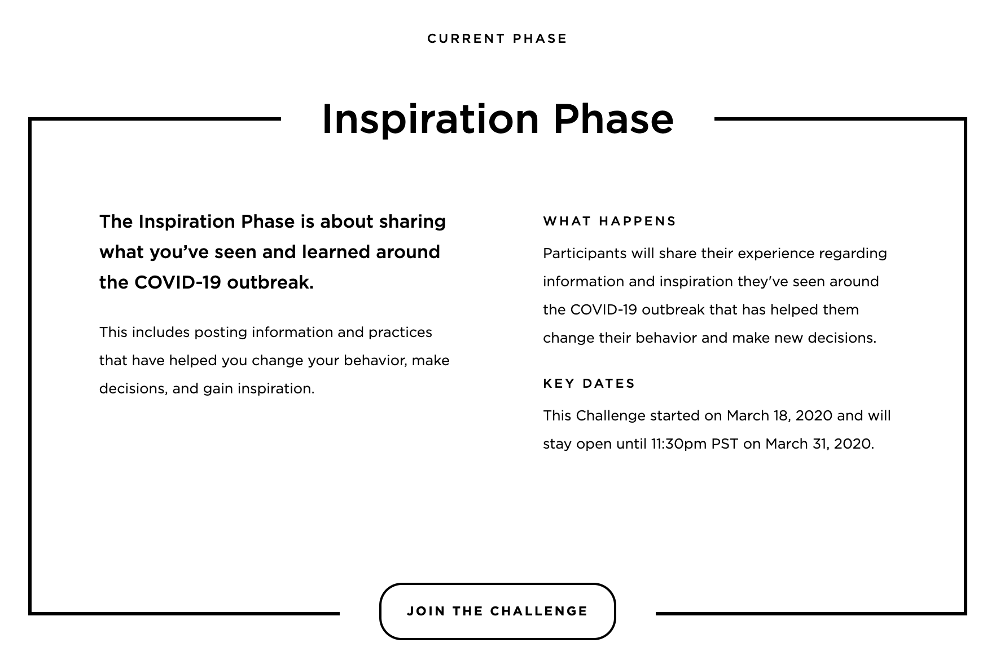 CURRENT PHASE
Inspiration Phase
The Inspiration Phase is about sharing
what you’ve seen and learned around
the COVID-19 outbreak.
This includes posting information and practices
that have helped you change your behavior, make
decisions, and gain inspiration.
WHAT HAPPENS
Participants will share their experience regarding
information and inspiration they've seen around
the COVID-19 outbreak that has helped them
change their behavior and make new decisions.
KEY DATES
This Challenge started on March 18, 2020 and will
stay open until 11:30pm PST on March 31, 2020.
JOIN THE CHALLENGE